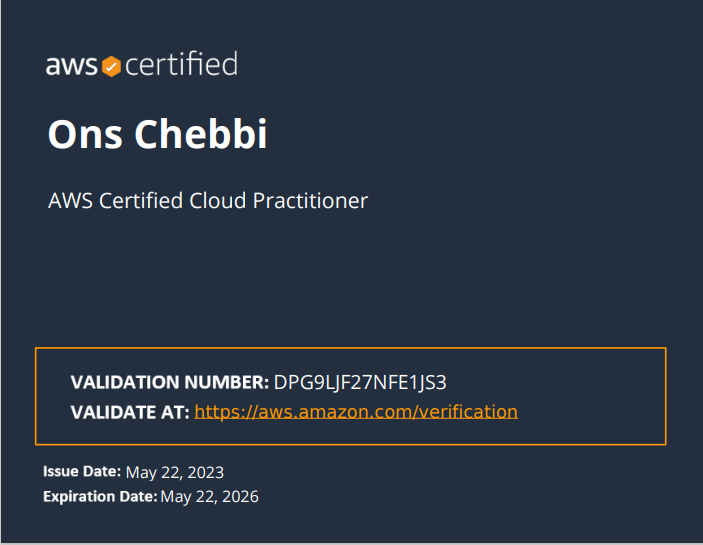 aws certified
Ons Chebbi
AWS Certified Cloud Practitioner
VALIDATION NUMBER: DPG9LJF27NFE1JS3
VALIDATE AT: https://aws.amazon.com/verification
Issue Date: May 22, 2023
Expiration Date: May 22, 2026